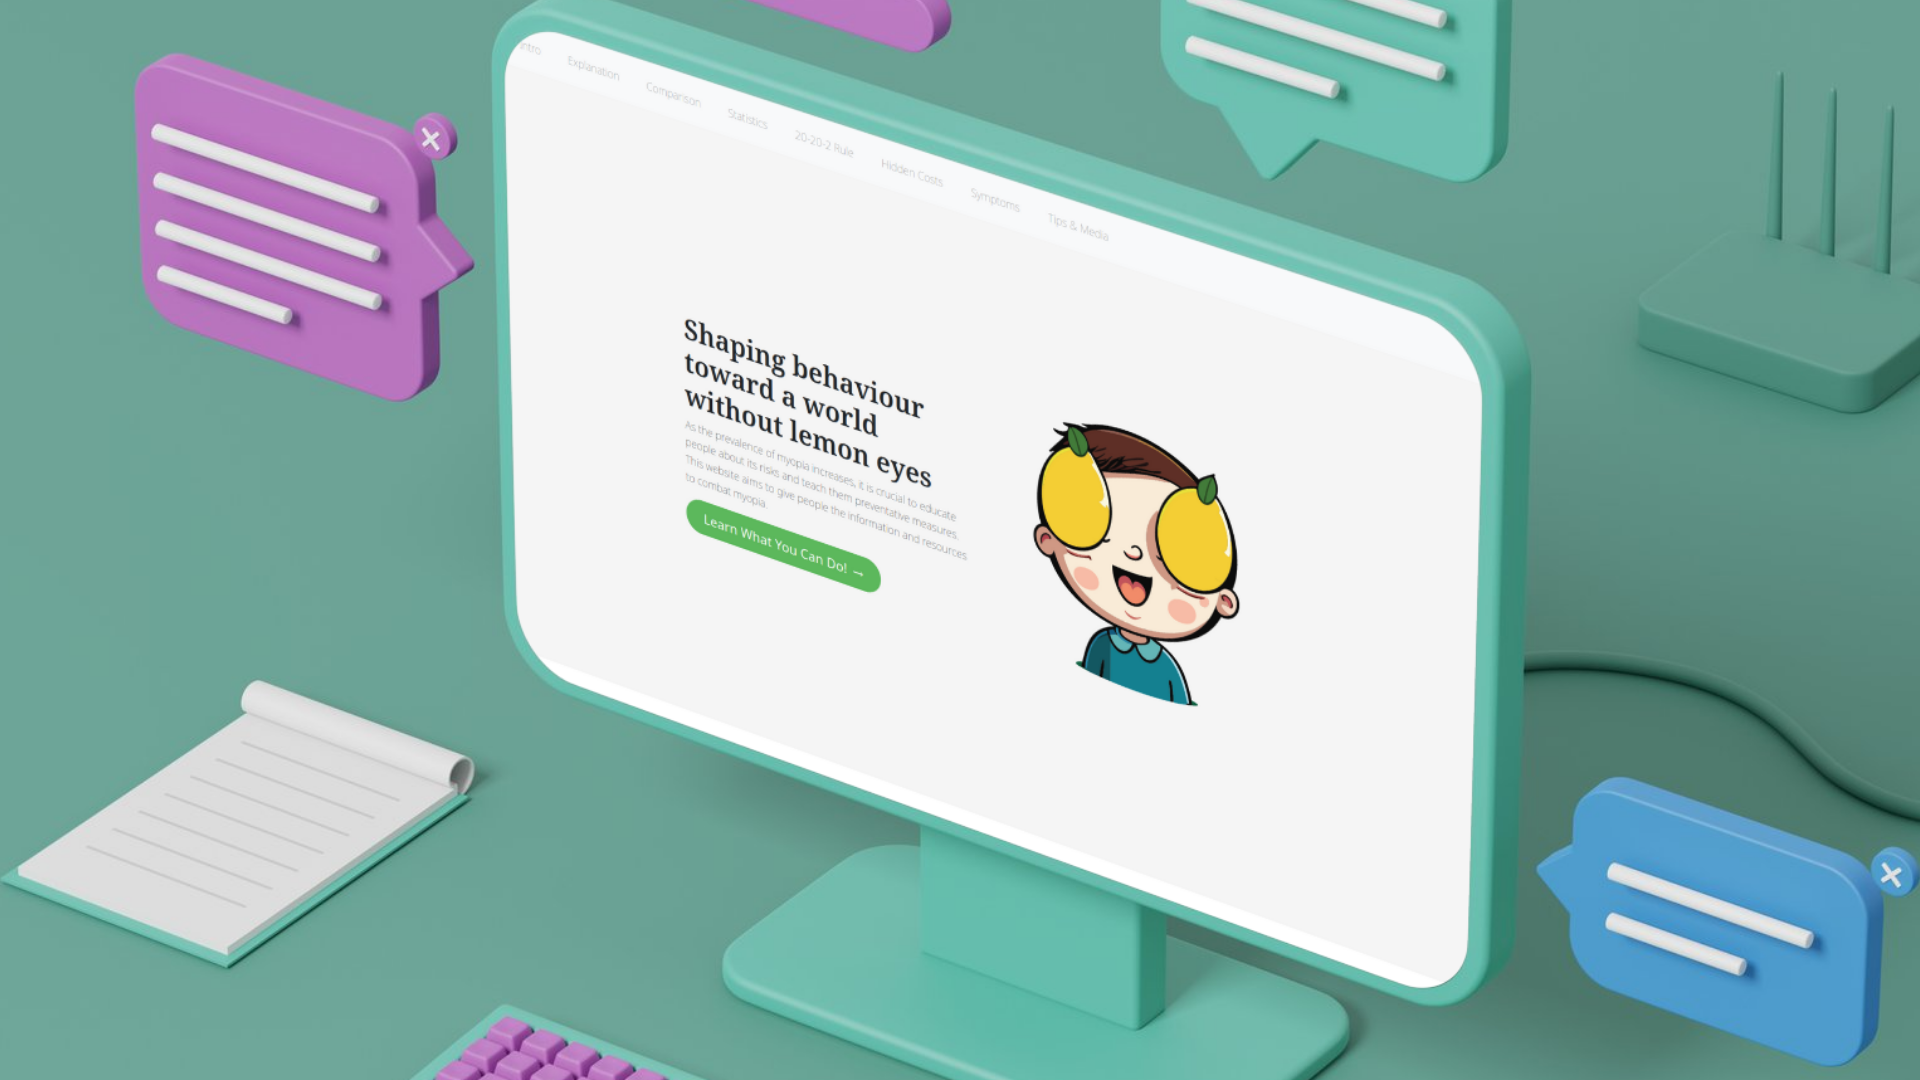 Intro
Explanation
Comparison
Statistics
20-20-2 Rule
Hidden Costs
Symptoms
Tips & Media
Shaping behaviour
toward a world
without lemon eyes
As the prevalence of myopia increases, it is crucial to educate
people about its risks and teach them preventative measures.
This website aims to give people the information and resources
to combat myopia.
Learn What You Can Do! →